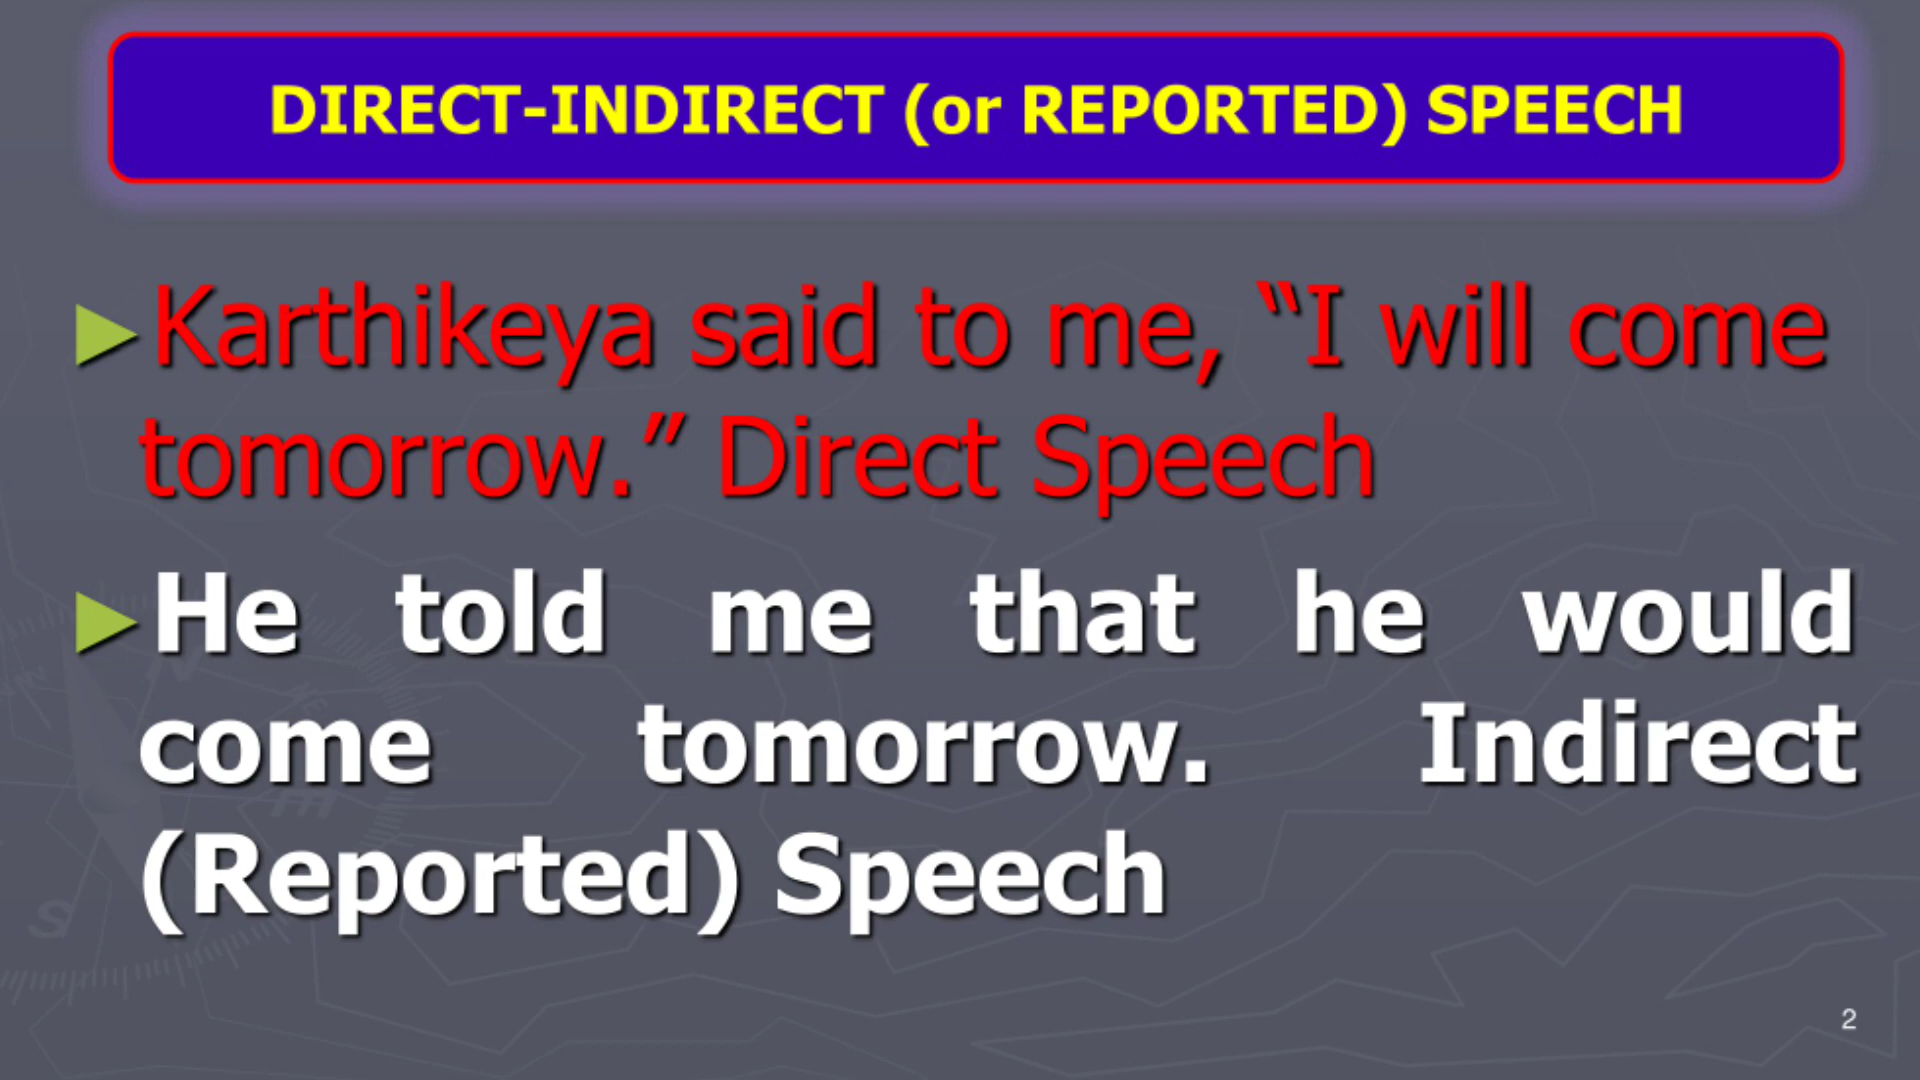 DIRECT-INDIRECT (or REPORTED) SPEECH
►Karthikeya said to me, “I will come
tomorrow.” Direct Speech
►He told me that he would
come tomorrow. Indirect
(Reported) Speech
2